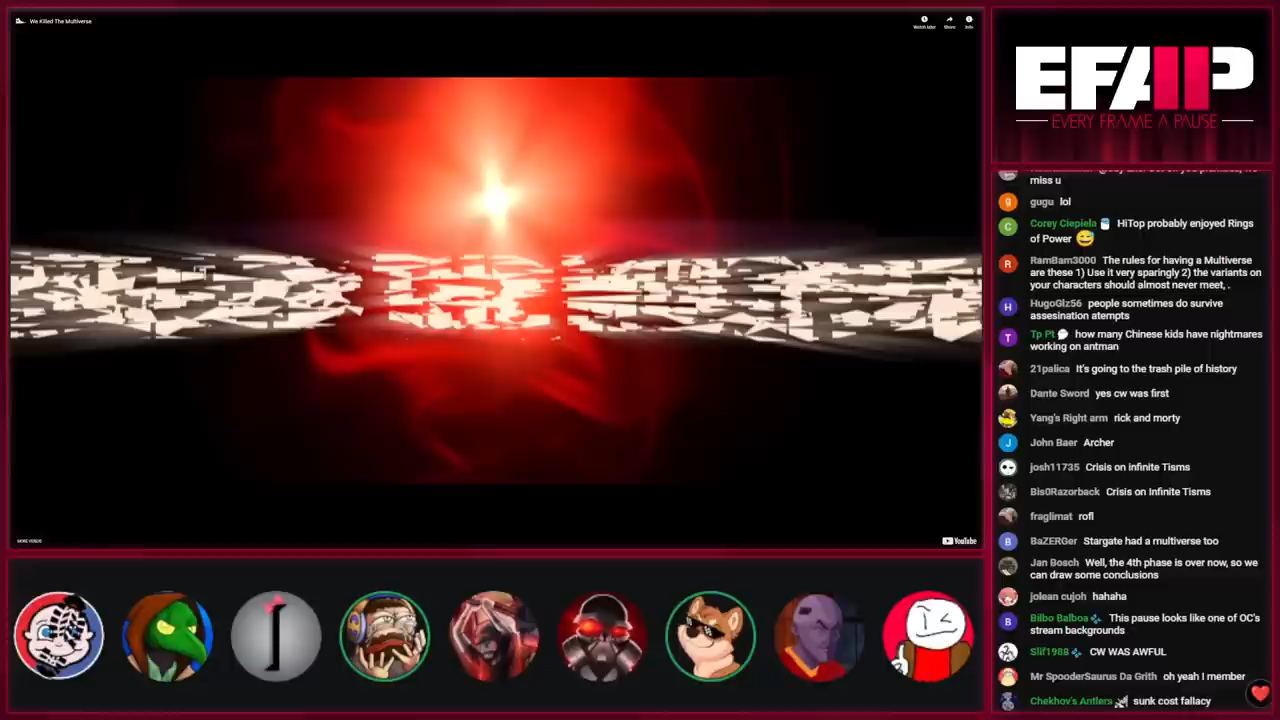 We Killed The Multiverse
Watch later
Share
Info
MORE VIDEOS
YouTube
EFAP
EVERY FRAME A PAUSE
miss u
gugu lol
Corey Ciepiela HiTop probably enjoyed Rings
of Power
RamBam3000 The rules for having a Multiverse
are these 1) Use it very sparingly 2) the variants on
your characters should almost never meet, .
HugoGlz56 people sometimes do survive
assesination atempts
Tp Pt how many Chinese kids have nightmares
working on antman
21palica It's going to the trash pile of history
Dante Sword yes cw was first
Yang's Right arm rick and morty
John Baer Archer
josh11735 Crisis on infinite Tisms
Bis0Razorback Crisis on Infinite Tisms
fraglimat rofl
BaZERGer Stargate had a multiverse too
Jan Bosch Well, the 4th phase is over now, so we
can draw some conclusions
jolean cujoh hahaha
Bilbo Balboa This pause looks like one of OC's
stream backgrounds
Slif1988 CW WAS AWFUL
Mr SpooderSaurus Da Grith oh yeah I member
Chekhov's Antlers sunk cost fallacy